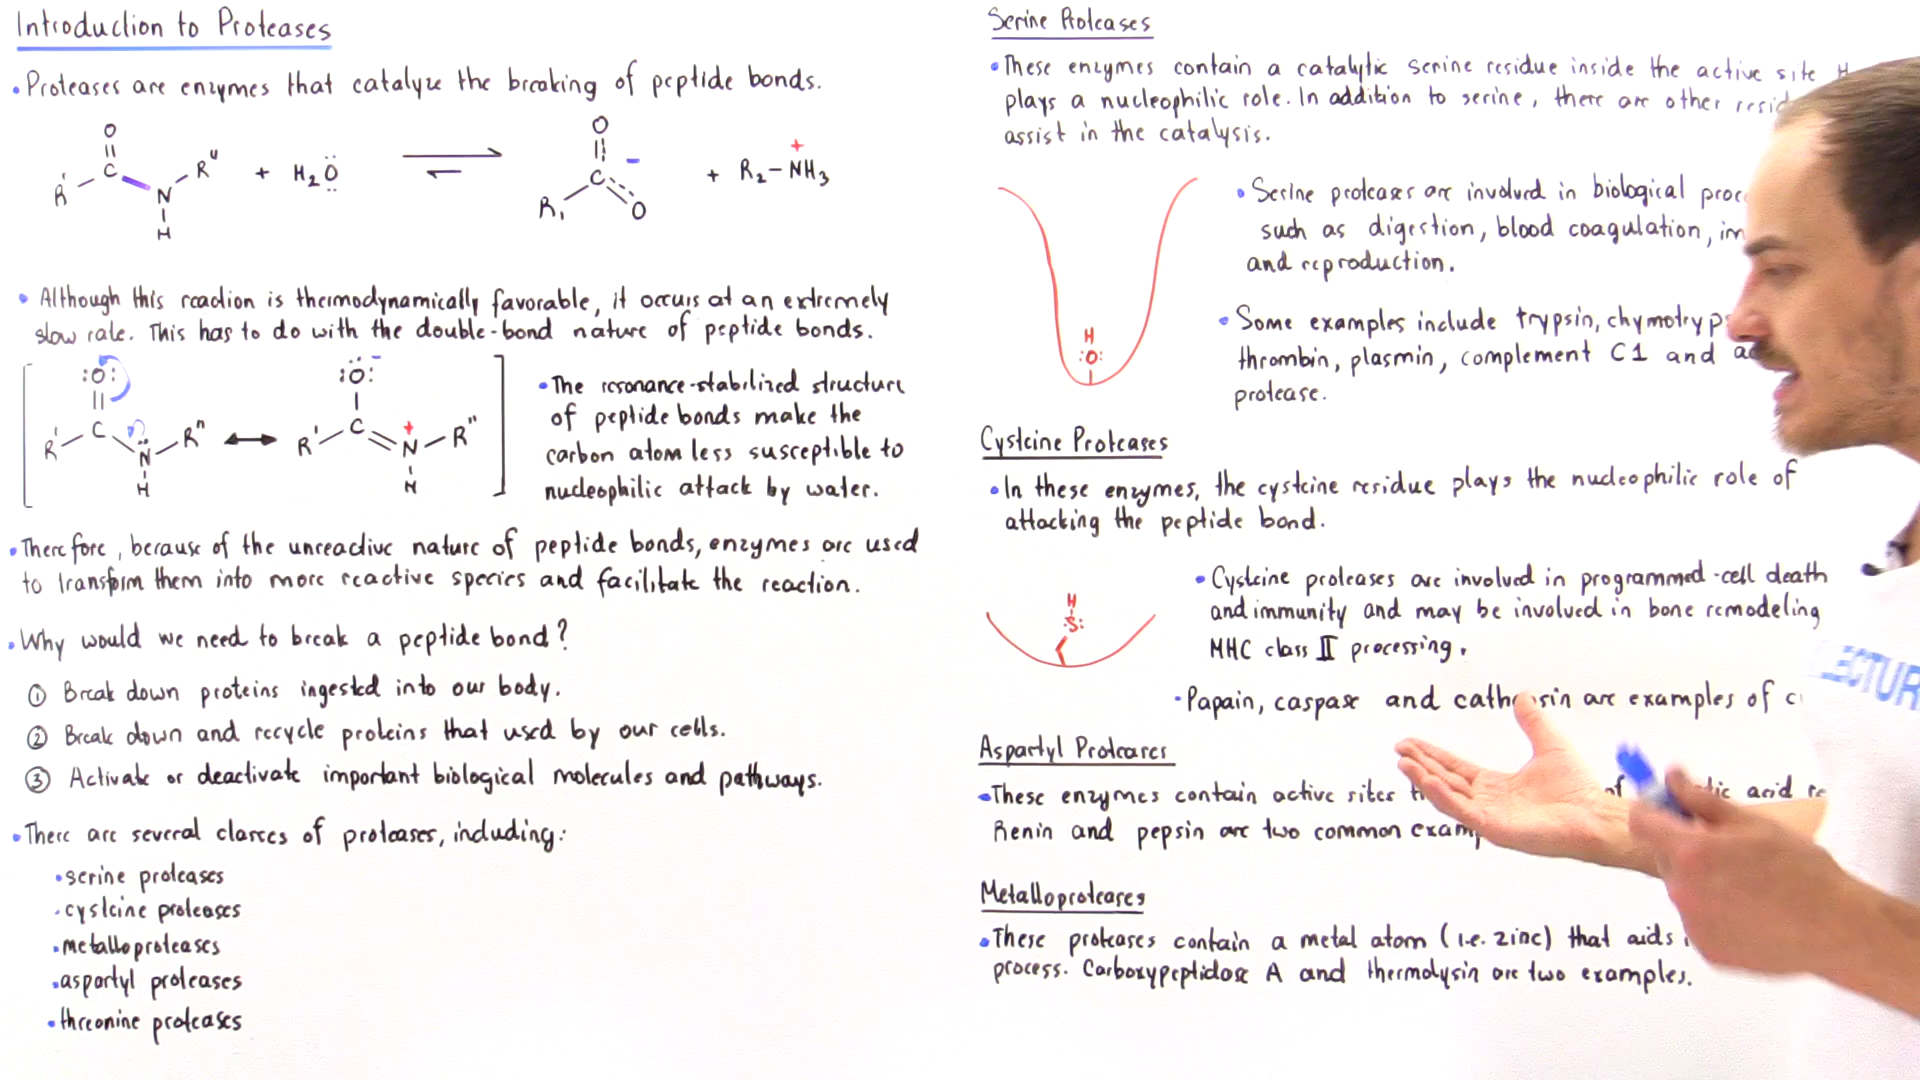 Introduction to Proteases
• Proteases are enzymes that catalyze the breaking of peptide bonds.
O
C
R'
N
H
R"
+ H2O
O
C
R1
O
−
+ R2−NH3
+
• Although this reaction is thermodynamically favorable, it occurs at an extremely
slow rate. This has to do with the double-bond nature of peptide bonds.
:O:
R' C N R"
H
:O:
−
R' C N R"
+
H
• The resonance-stabilized structure
of peptide bonds make the
carbon atom less susceptible to
nucleophilic attack by water.
• Therefore, because of the unreactive nature of peptide bonds, enzymes are used
to transform them into more reactive species and facilitate the reaction.
• Why would we need to break a peptide bond?
① Break down proteins ingested into our body.
② Break down and recycle proteins that used by our cells.
③ Activate or deactivate important biological molecules and pathways.
• There are several classes of proteases, including:
• serine proteases
• cysteine proteases
• metalloproteases
• aspartyl proteases
• threonine proteases
Serine Proteases
• These enzymes contain a catalytic serine residue inside the active site
plays a nucleophilic role. In addition to serine, there are other
assist in the catalysis.
H
:O:
• Serine proteases are involved in biological
such as digestion, blood coagulation,
and reproduction.
• Some examples include trypsin,
thrombin, plasmin, complement C1 and
protease.
Cysteine Proteases
• In these enzymes, the cysteine residue plays the nucleophilic role of
attacking the peptide bond.
H
:S:
• Cysteine proteases are involved in programmed-cell death
and immunity and may be involved in bone remodeling
MHC class II processing.
• Papain, caspase and are examples of
Aspartyl Proteases
• These enzymes contain active sites of acid
Renin and pepsin are two common
Metalloproteases
• These proteases contain a metal atom (i.e. zinc) that aids
process. Carboxypeptidase A and thermolysin are two examples.
LECTUR